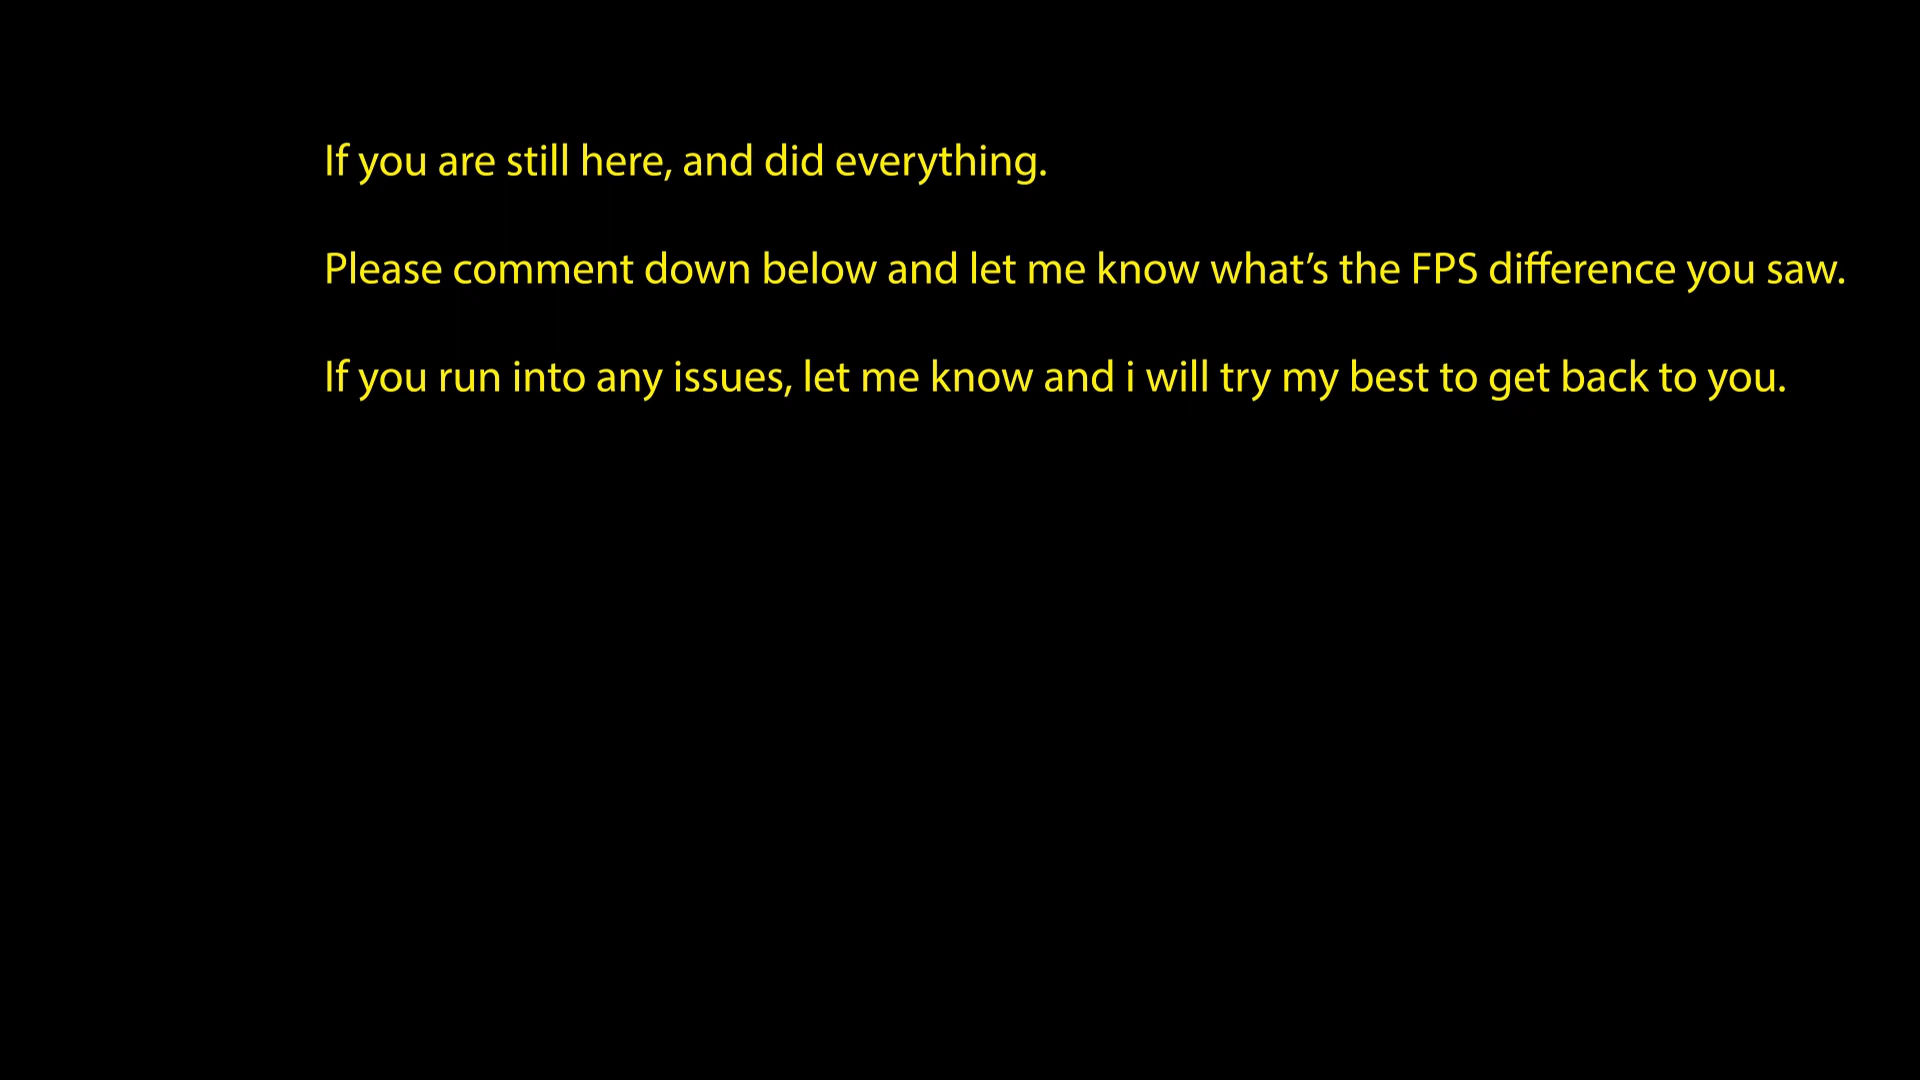 If you are still here, and did everything.
Please comment down below and let me know what’s the FPS difference you saw.
If you run into any issues, let me know and i will try my best to get back to you.